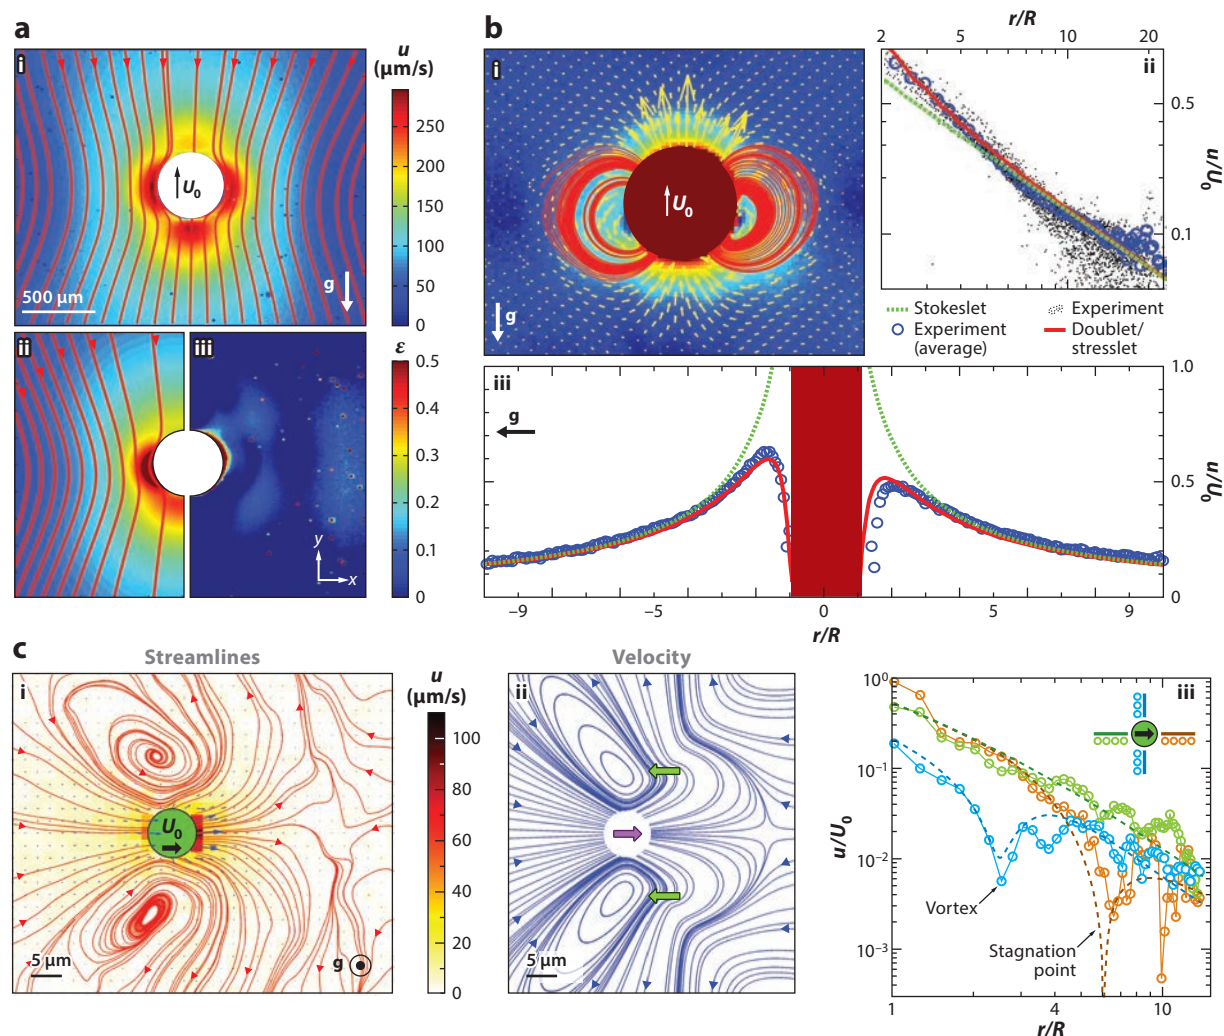 a
i
U₀
500 μm
g
u
(μm/s)
250
200
150
100
50
0
ii
iii
y
x
ε
0.5
0.4
0.3
0.2
0.1
0
b
i
U₀
g
r/R
2
5
10
20
ii
0.5
0.1
u/U₀
Stokeslet
Experiment
(average)
Experiment
Doublet/
stresslet
iii
g
1.0
0.5
0
u/U₀
−9
−5
0
5
9
r/R
c
Streamlines
i
U₀
5 μm
g
u
(μm/s)
100
80
60
40
20
0
Velocity
ii
5 μm
iii
10⁰
10⁻¹
10⁻²
10⁻³
u/U₀
Vortex
Stagnation
point
1
2
4
10
r/R